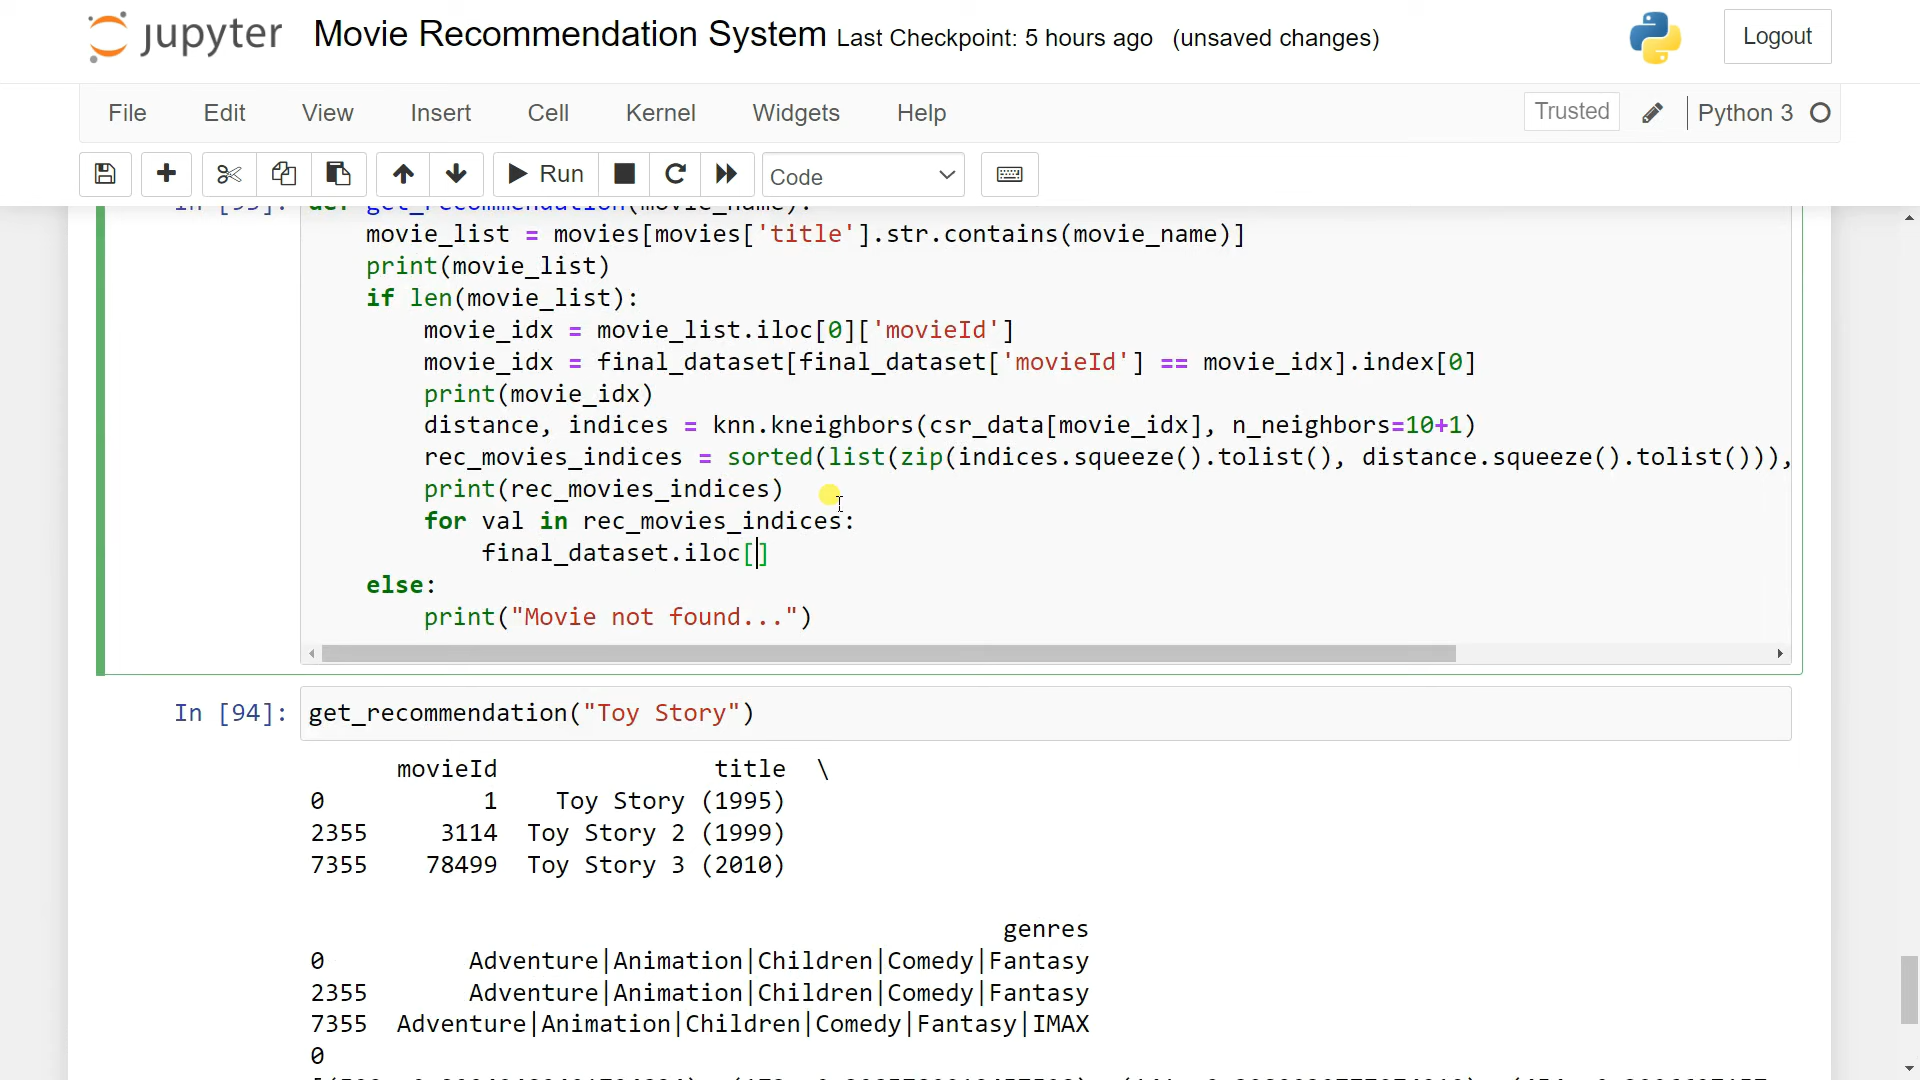 jupyter Movie Recommendation System Last Checkpoint: 5 hours ago (unsaved changes) Logout
File Edit View Insert Cell Kernel Widgets Help Trusted Python 3
Run Code
def get_recommendation(movie_name):
movie_list = movies[movies['title'].str.contains(movie_name)]
print(movie_list)
if len(movie_list):
movie_idx = movie_list.iloc[0]['movieId']
movie_idx = final_dataset[final_dataset['movieId'] == movie_idx].index[0]
print(movie_idx)
distance, indices = knn.kneighbors(csr_data[movie_idx], n_neighbors=10+1)
rec_movies_indices = sorted(list(zip(indices.squeeze().tolist(), distance.squeeze().tolist())),
print(rec_movies_indices)
for val in rec_movies_indices:
final_dataset.iloc[]
else:
print("Movie not found...")
In [94]: get_recommendation("Toy Story")
movieId title \
0 1 Toy Story (1995)
2355 3114 Toy Story 2 (1999)
7355 78499 Toy Story 3 (2010)
genres
0 Adventure|Animation|Children|Comedy|Fantasy
2355 Adventure|Animation|Children|Comedy|Fantasy
7355 Adventure|Animation|Children|Comedy|Fantasy|IMAX
0